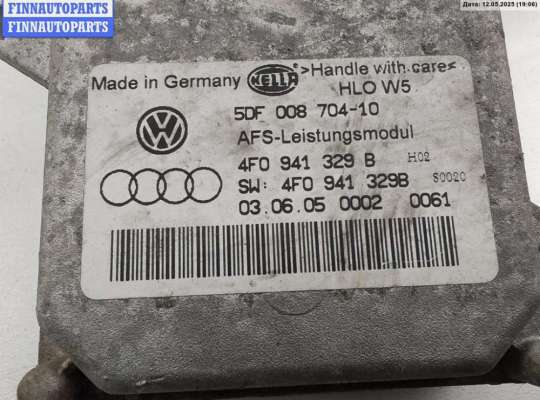 FINNAUTOPARTS
FINNAUTOPARTS
FINNAUTOPARTS
Дата: 12.05.2025 (19:06)
Made in Germany HELLA >Handle with care<
HLO W5
5DF 008 704-10
AFS-Leistungsmodul
4F0 941 329 B H02
SW: 4F0 941 329B S0020
03.06.05 0002 0061